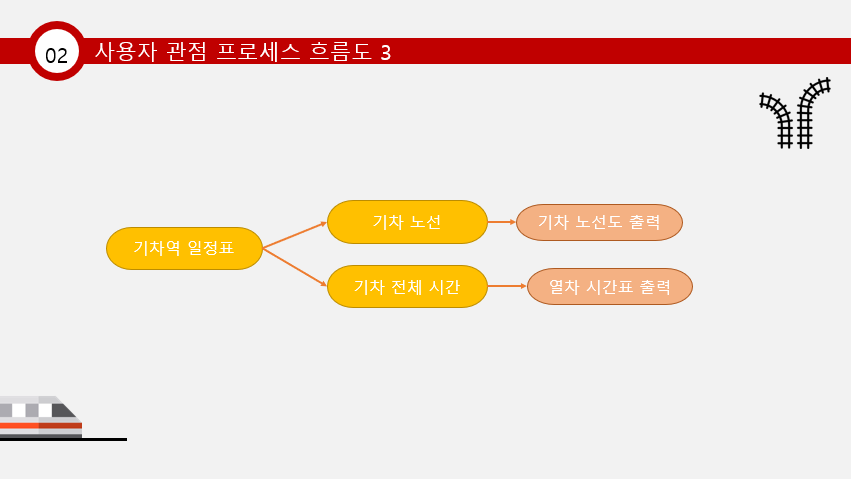 02
사용자 관점 프로세스 흐름도 3
기차역 일정표
기차 노선
기차 노선도 출력
기차 전체 시간
열차 시간표 출력